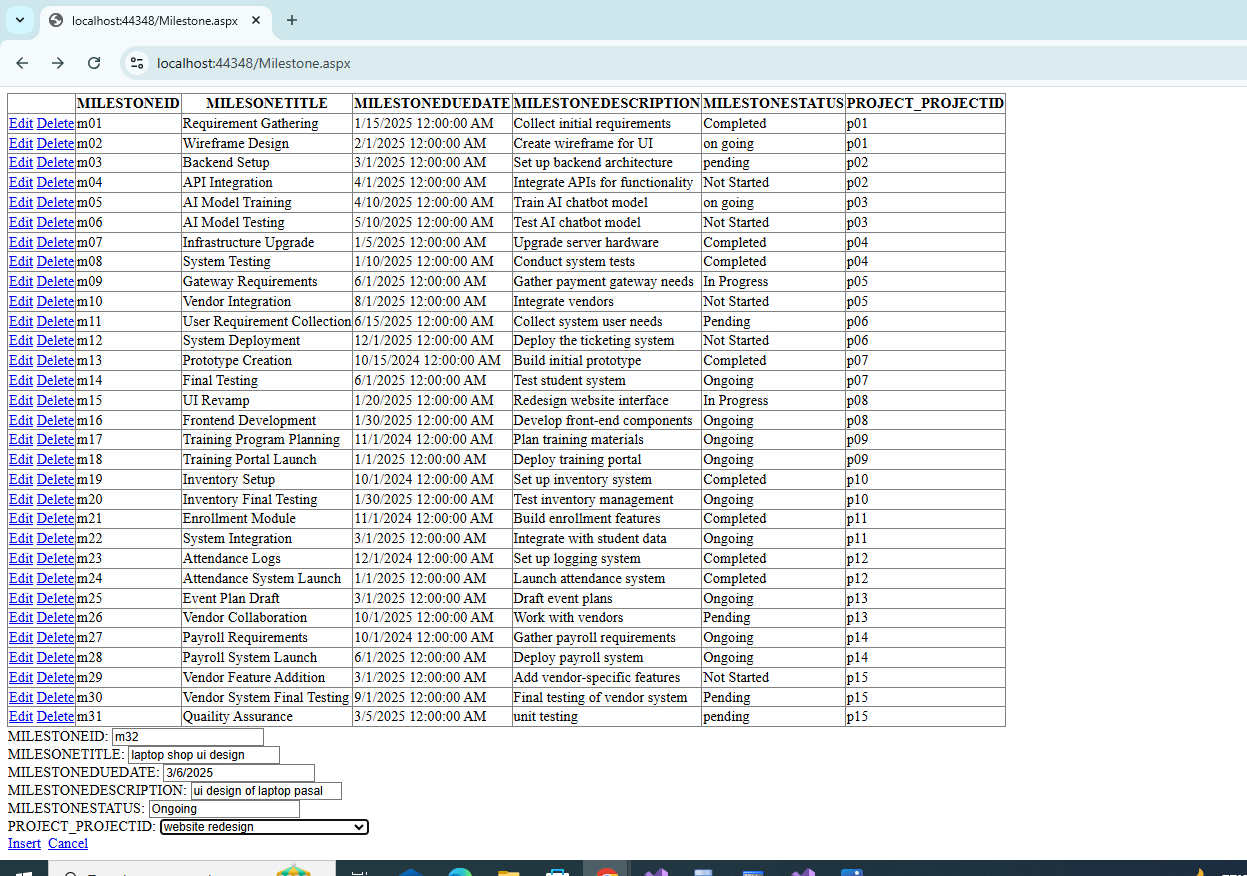 localhost:44348/Milestone.aspx
localhost:44348/Milestone.aspx
MILESTONEID MILESONETITLE MILESTONEDUEDATE MILESTONEDESCRIPTION MILESTONESTATUS PROJECT_PROJECTID
Edit Delete m01 Requirement Gathering 1/15/2025 12:00:00 AM Collect initial requirements Completed p01
Edit Delete m02 Wireframe Design 2/1/2025 12:00:00 AM Create wireframe for UI on going p01
Edit Delete m03 Backend Setup 3/1/2025 12:00:00 AM Set up backend architecture pending p02
Edit Delete m04 API Integration 4/1/2025 12:00:00 AM Integrate APIs for functionality Not Started p02
Edit Delete m05 AI Model Training 4/10/2025 12:00:00 AM Train AI chatbot model on going p03
Edit Delete m06 AI Model Testing 5/10/2025 12:00:00 AM Test AI chatbot model Not Started p03
Edit Delete m07 Infrastructure Upgrade 1/5/2025 12:00:00 AM Upgrade server hardware Completed p04
Edit Delete m08 System Testing 1/10/2025 12:00:00 AM Conduct system tests Completed p04
Edit Delete m09 Gateway Requirements 6/1/2025 12:00:00 AM Gather payment gateway needs In Progress p05
Edit Delete m10 Vendor Integration 8/1/2025 12:00:00 AM Integrate vendors Not Started p05
Edit Delete m11 User Requirement Collection 6/15/2025 12:00:00 AM Collect system user needs Pending p06
Edit Delete m12 System Deployment 12/1/2025 12:00:00 AM Deploy the ticketing system Not Started p06
Edit Delete m13 Prototype Creation 10/15/2024 12:00:00 AM Build initial prototype Completed p07
Edit Delete m14 Final Testing 6/1/2025 12:00:00 AM Test student system Ongoing p07
Edit Delete m15 UI Revamp 1/20/2025 12:00:00 AM Redesign website interface In Progress p08
Edit Delete m16 Frontend Development 1/30/2025 12:00:00 AM Develop front-end components Ongoing p08
Edit Delete m17 Training Program Planning 11/1/2024 12:00:00 AM Plan training materials Ongoing p09
Edit Delete m18 Training Portal Launch 1/1/2025 12:00:00 AM Deploy training portal Ongoing p09
Edit Delete m19 Inventory Setup 10/1/2024 12:00:00 AM Set up inventory system Completed p10
Edit Delete m20 Inventory Final Testing 1/30/2025 12:00:00 AM Test inventory management Ongoing p10
Edit Delete m21 Enrollment Module 11/1/2024 12:00:00 AM Build enrollment features Completed p11
Edit Delete m22 System Integration 3/1/2025 12:00:00 AM Integrate with student data Ongoing p11
Edit Delete m23 Attendance Logs 12/1/2024 12:00:00 AM Set up logging system Completed p12
Edit Delete m24 Attendance System Launch 1/1/2025 12:00:00 AM Launch attendance system Completed p12
Edit Delete m25 Event Plan Draft 3/1/2025 12:00:00 AM Draft event plans Ongoing p13
Edit Delete m26 Vendor Collaboration 10/1/2025 12:00:00 AM Work with vendors Pending p13
Edit Delete m27 Payroll Requirements 10/1/2024 12:00:00 AM Gather payroll requirements Ongoing p14
Edit Delete m28 Payroll System Launch 6/1/2025 12:00:00 AM Deploy payroll system Ongoing p14
Edit Delete m29 Vendor Feature Addition 3/1/2025 12:00:00 AM Add vendor-specific features Not Started p15
Edit Delete m30 Vendor System Final Testing 9/1/2025 12:00:00 AM Final testing of vendor system Pending p15
Edit Delete m31 Quaility Assurance 3/5/2025 12:00:00 AM unit testing pending p15
MILESTONEID: m32
MILESONETITLE: laptop shop ui design
MILESTONEDUEDATE: 3/6/2025
MILESTONEDESCRIPTION: ui design of laptop pasal
MILESTONESTATUS: Ongoing
PROJECT_PROJECTID: website redesign
Insert Cancel